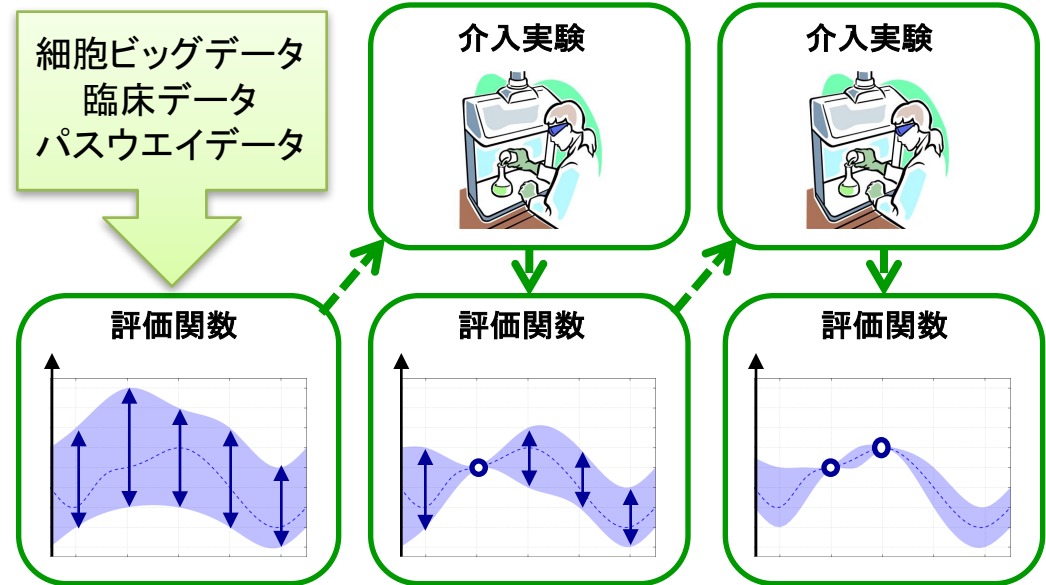 細胞ビッグデータ
臨床データ
パスウエイデータ
介入実験
介入実験
評価関数
評価関数
評価関数